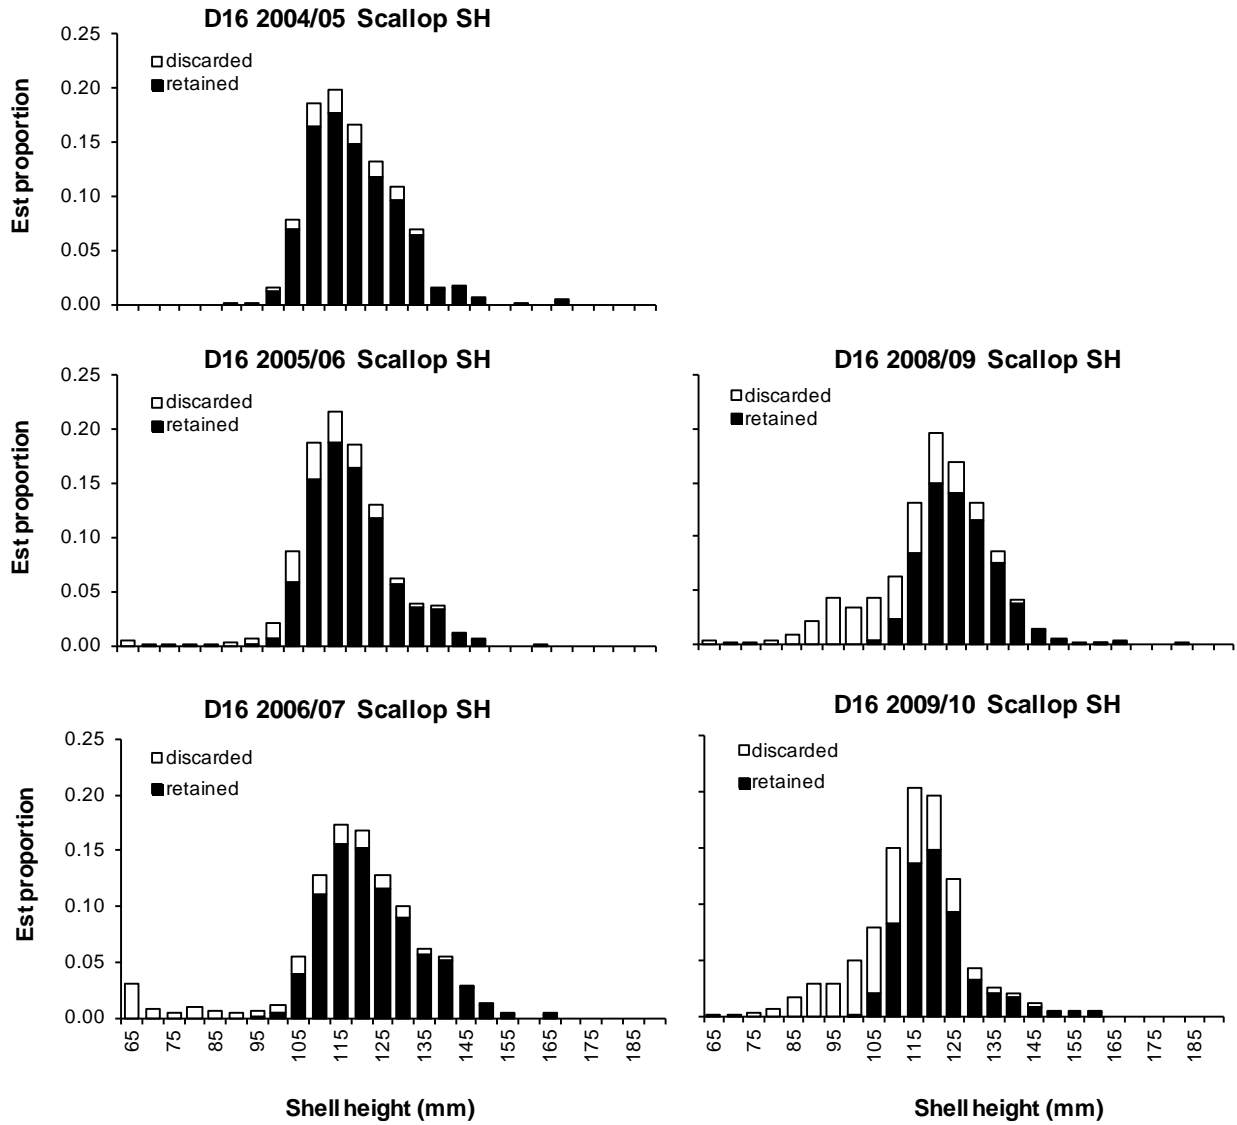 D16 2004/05 Scallop SH
discarded
retained
Est proportion
0.25
0.20
0.15
0.10
0.05
0.00
D16 2005/06 Scallop SH
discarded
retained
Est proportion
0.25
0.20
0.15
0.10
0.05
0.00
D16 2008/09 Scallop SH
discarded
retained
D16 2006/07 Scallop SH
discarded
retained
Est proportion
0.25
0.20
0.15
0.10
0.05
0.00
65 75 85 95 105 115 125 135 145 155 165 175 185
Shell height (mm)
D16 2009/10 Scallop SH
discarded
retained
65 75 85 95 105 115 125 135 145 155 165 175 185
Shell height (mm)